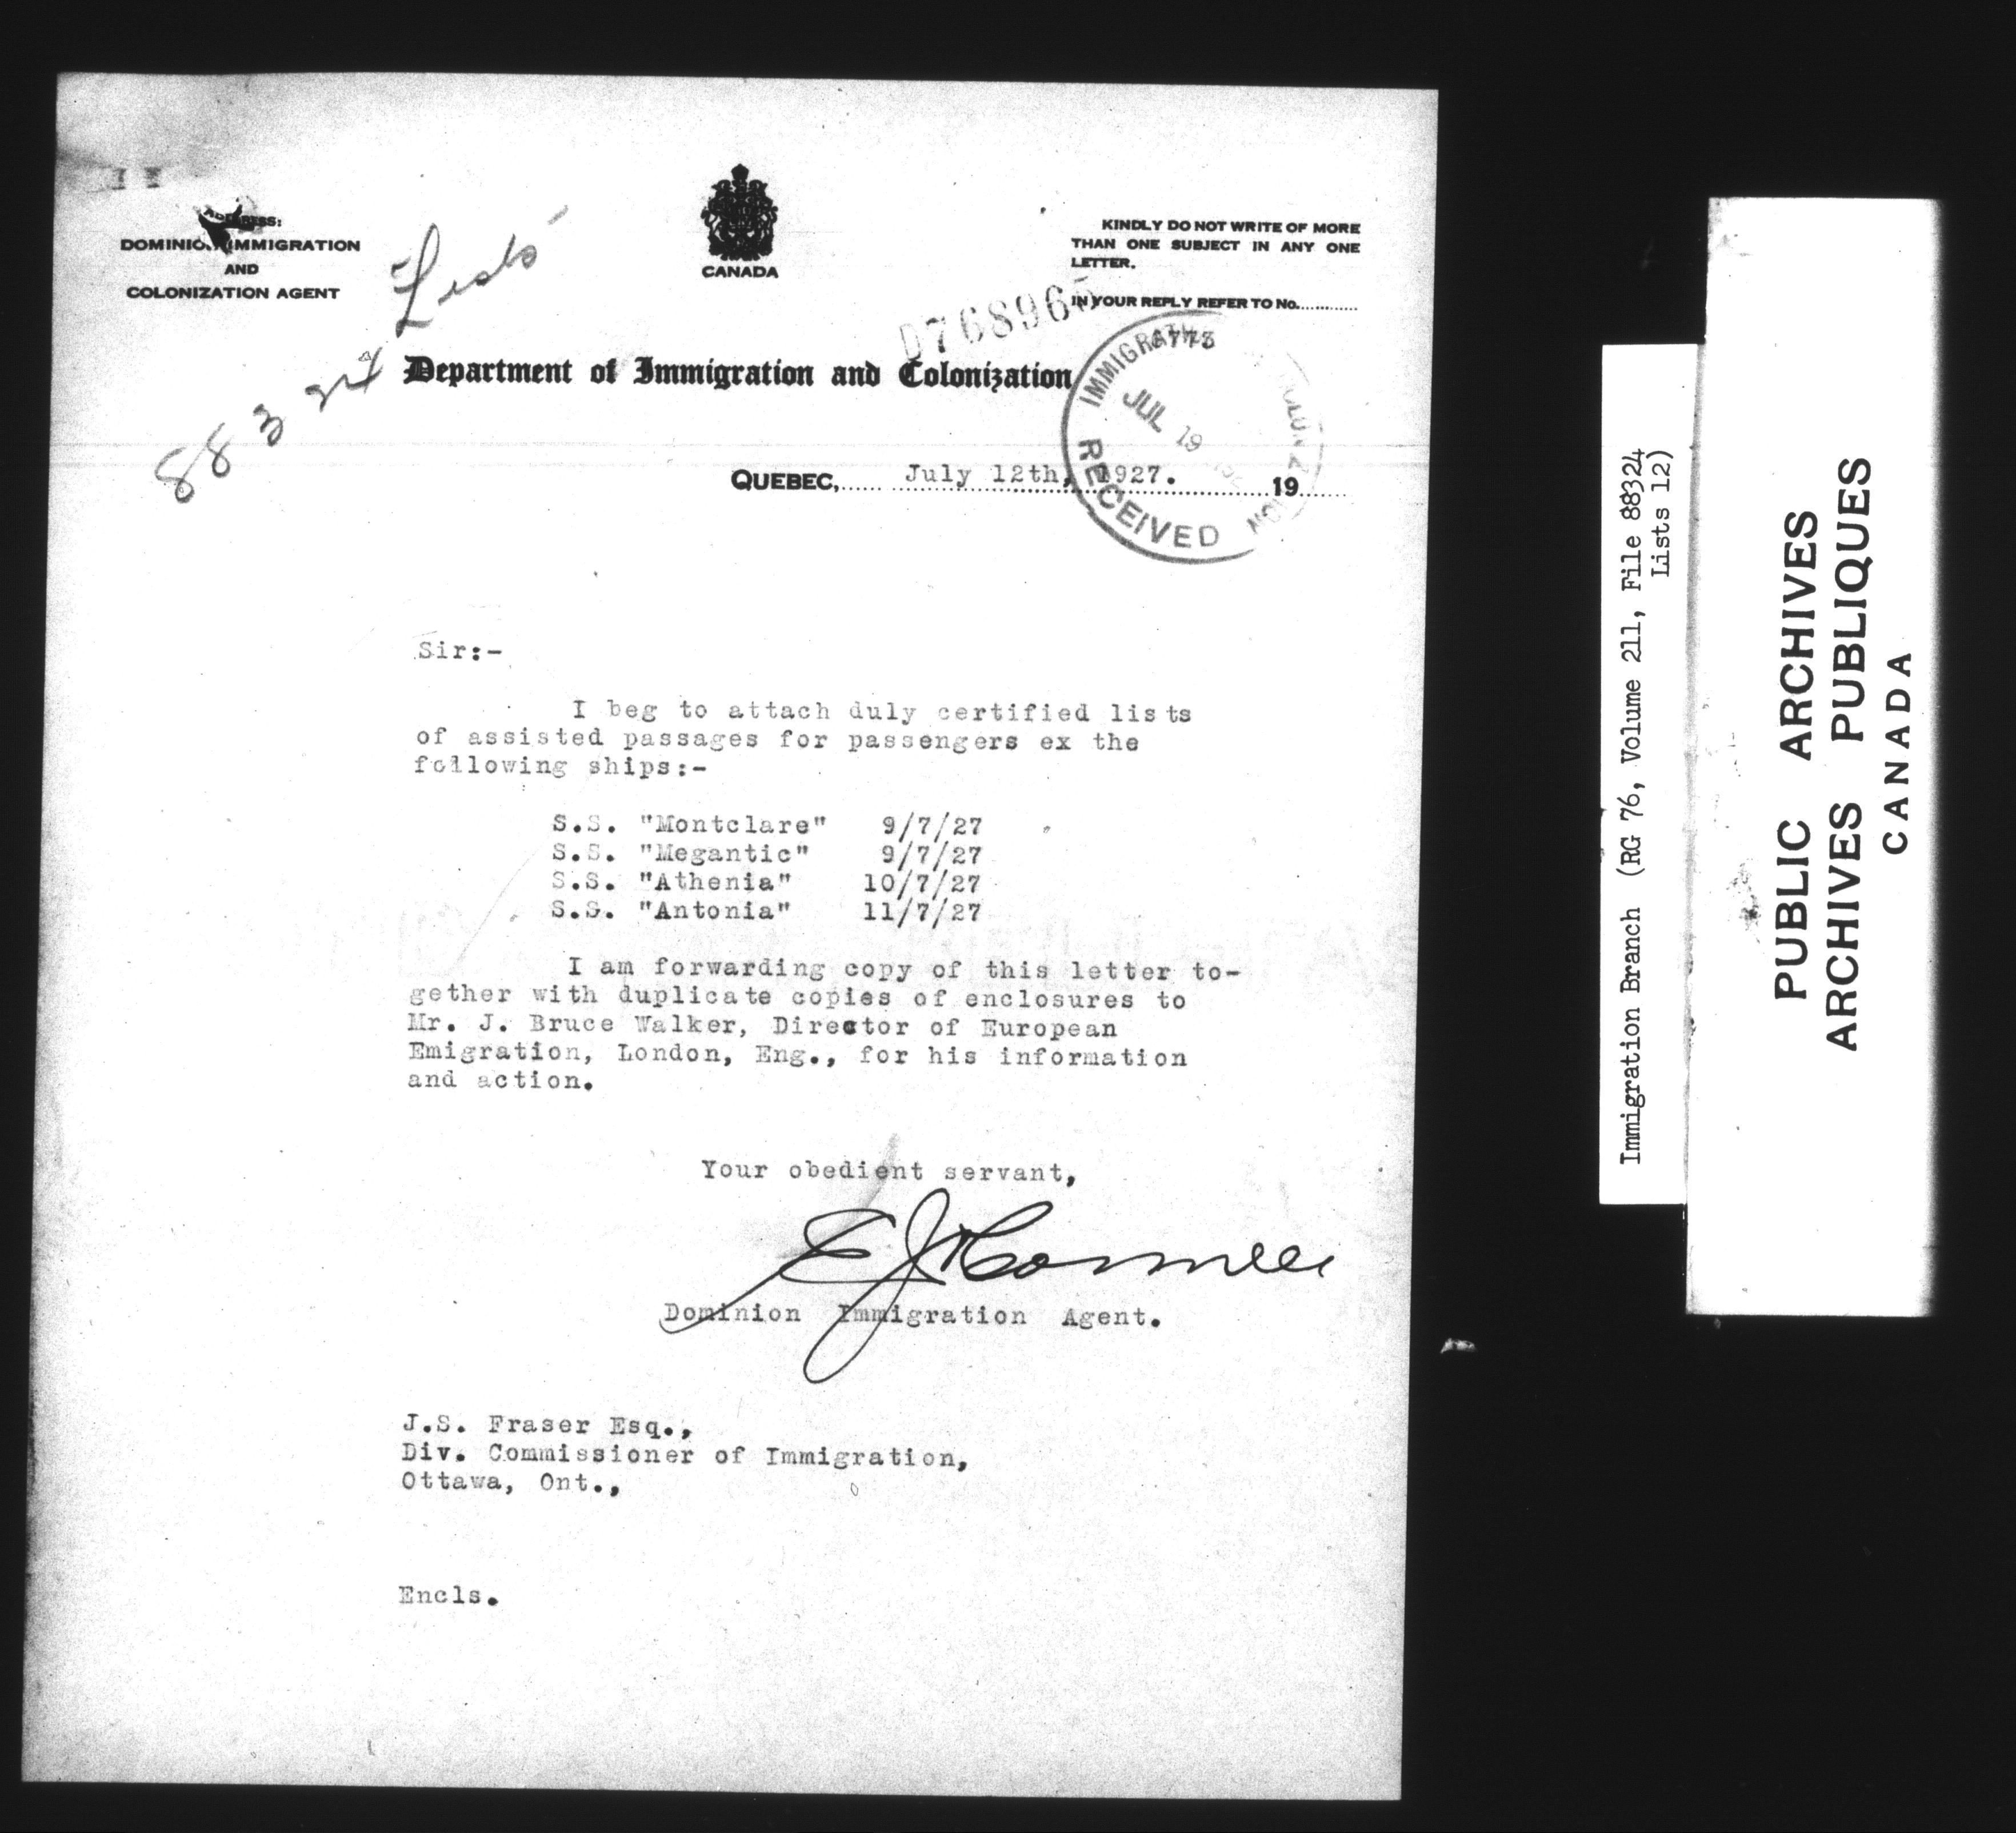 ADDRESS:
DOMINION IMMIGRATION
AND
COLONIZATION AGENT
Lists
88324
CANADA
KINDLY DO NOT WRITE OF MORE
THAN ONE SUBJECT IN ANY ONE
LETTER.
IN YOUR REPLY REFER TO No............
D768965
Department of Immigration and Colonization
JUL 19
RECEIVED
QUEBEC, July 12th, 1927. 19
Sir:-
I beg to attach duly certified lists
of assisted passages for passengers ex the
following ships:-
S.S. "Montclare" 9/7/27
S.S. "Megantic" 9/7/27
S.S. "Athenia" 10/7/27
S.S. "Antonia" 11/7/27
I am forwarding copy of this letter to-
gether with duplicate copies of enclosures to
Mr. J. Bruce Walker, Director of European
Emigration, London, Eng., for his information
and action.
Your obedient servant,
Dominion Immigration Agent.
J.S. Fraser Esq.,
Div. Commissioner of Immigration,
Ottawa, Ont.,
Encls.
Immigration Branch (RG 76, Volume 211, File 88324
Lists 12)
PUBLIC ARCHIVES
ARCHIVES PUBLIQUES
CANADA